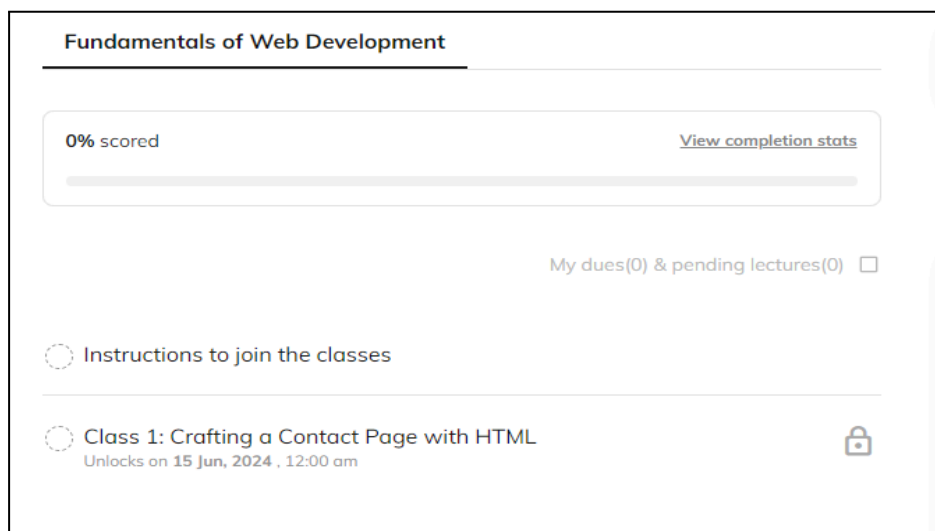 Fundamentals of Web Development
0% scored
View completion stats
My dues(0) & pending lectures(0)
Instructions to join the classes
Class 1: Crafting a Contact Page with HTML
Unlocks on 15 Jun, 2024 , 12:00 am